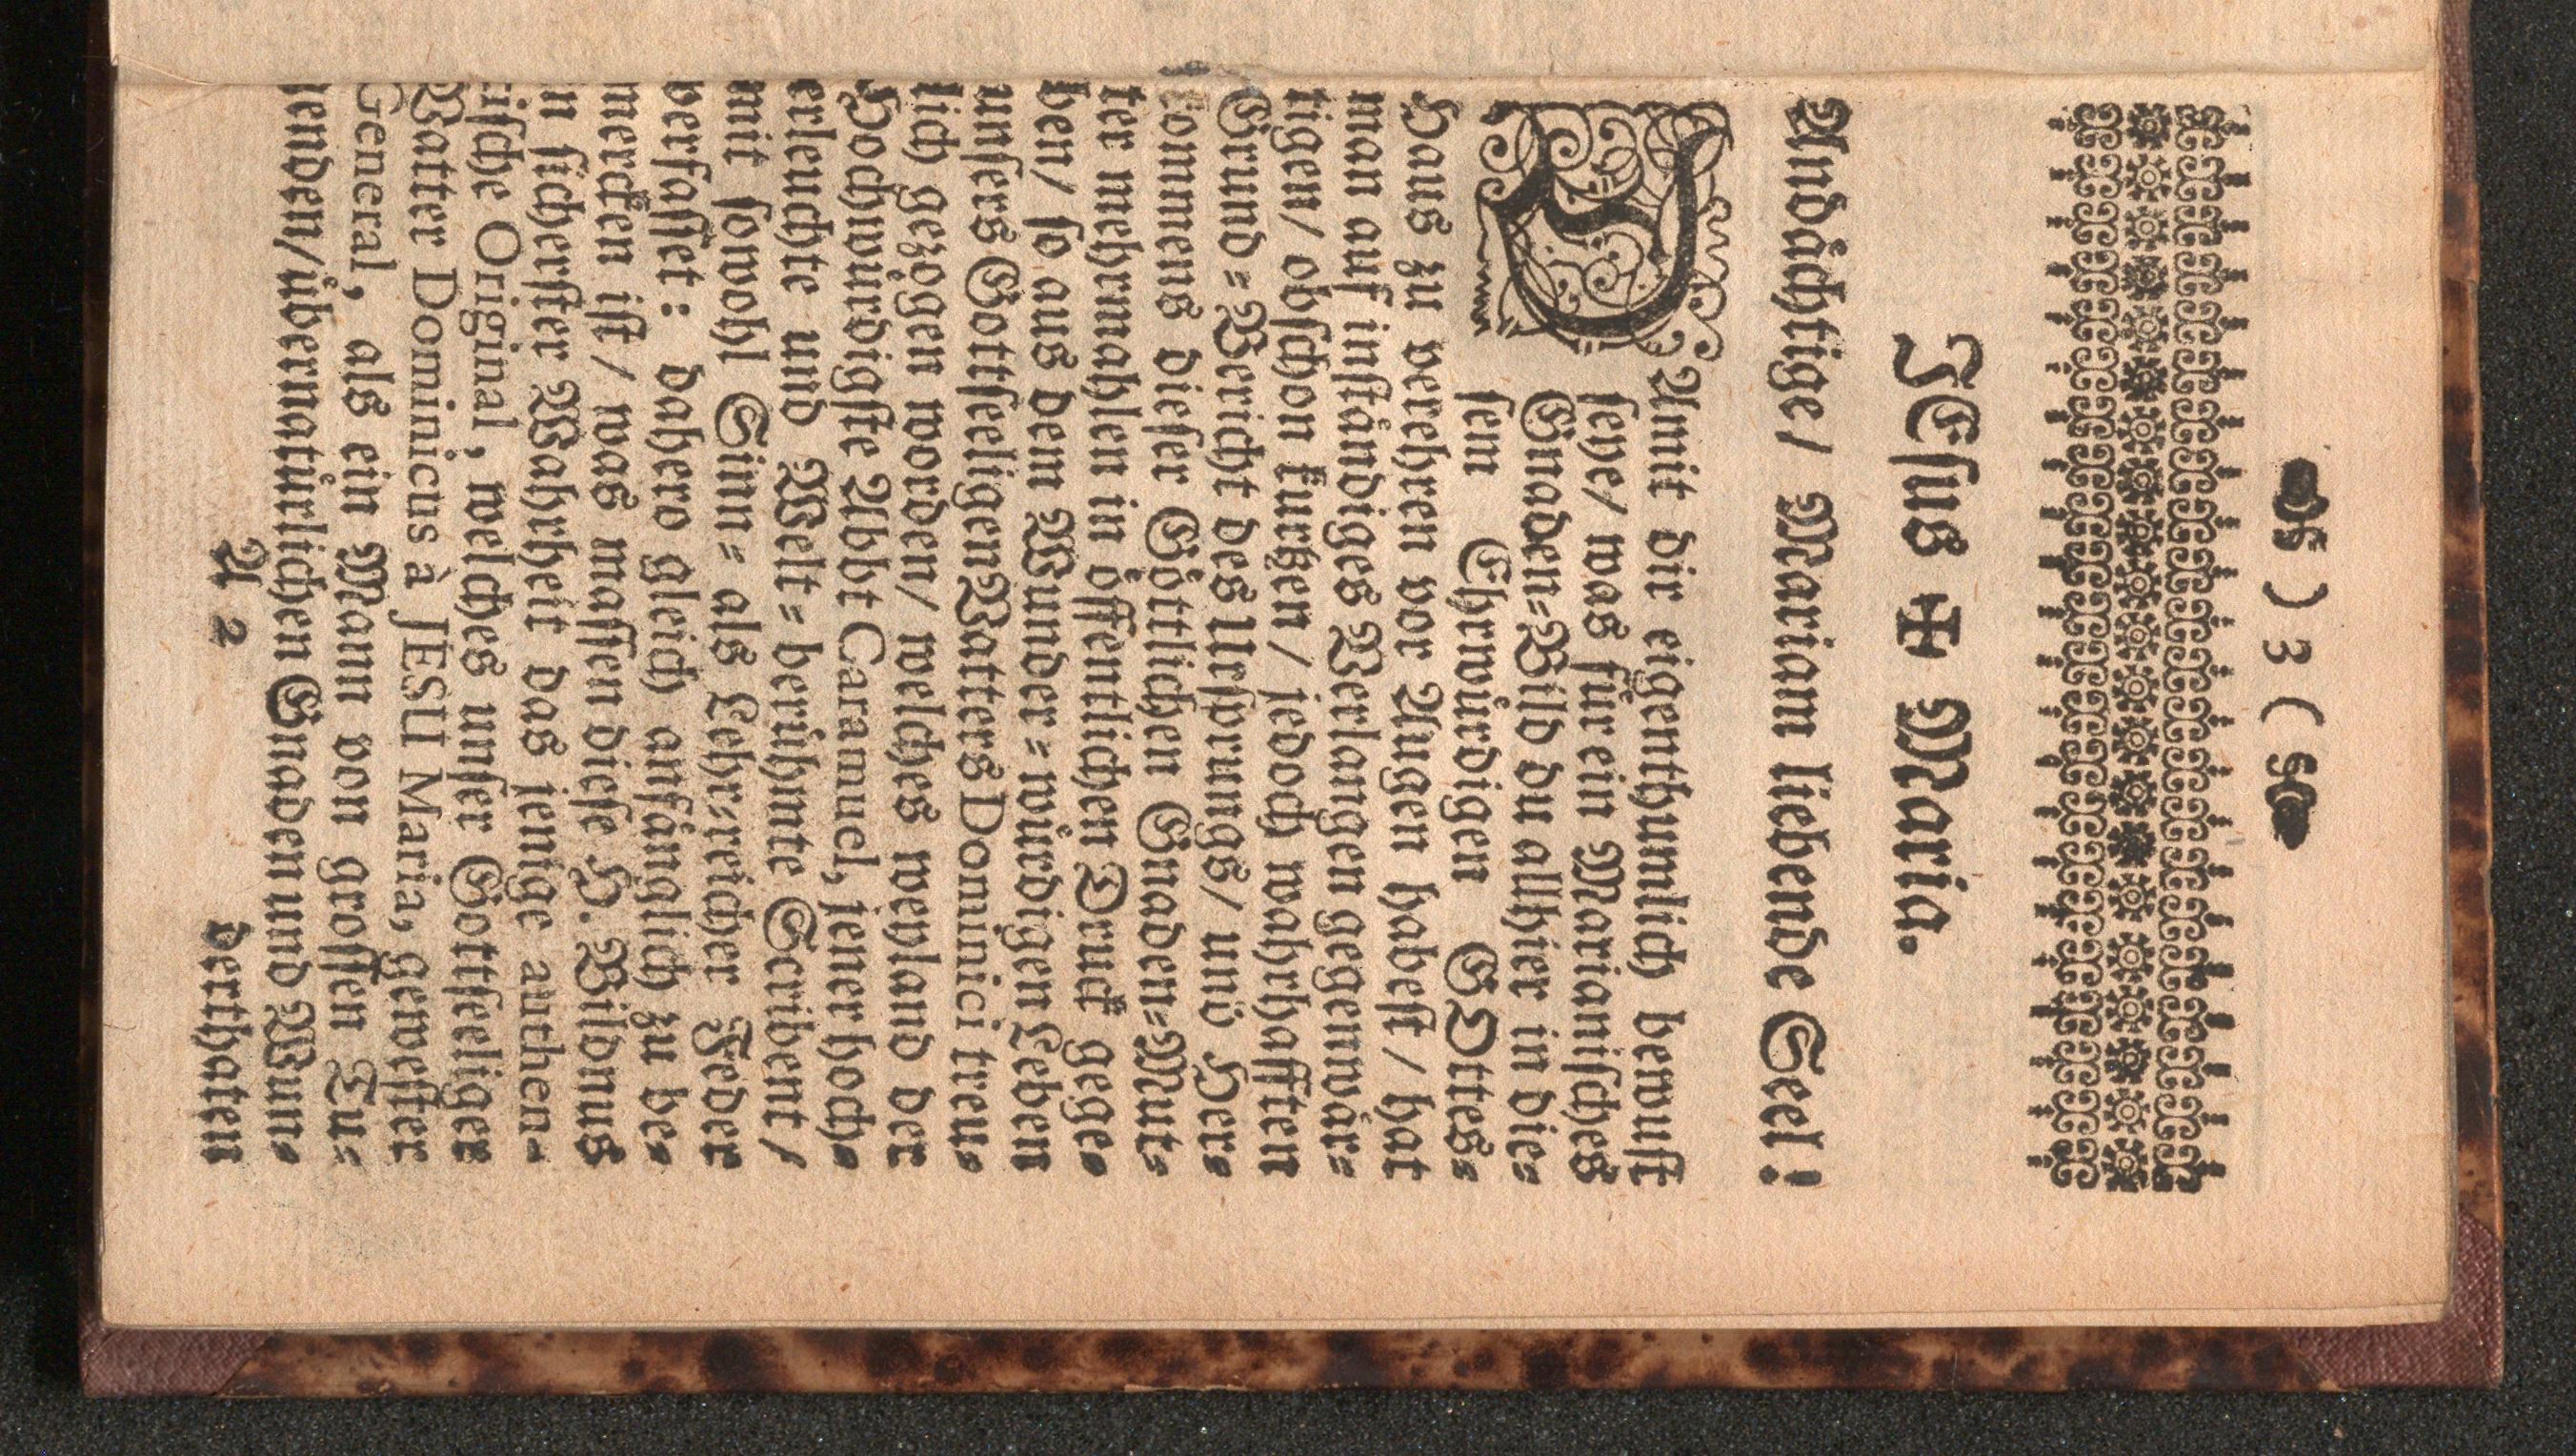 ) 3 (
JEsus ✠ Maria.
Andächtige/ Mariam liebende Seel!
DAmit dir eigenthumlich bewust
seye/ was für ein Marianisches
Gnaden-Bild du allhier in die-
sem Ehrwürdigen GOttes-
Haus zu verehren vor Augen habest/ hat
man auf inständiges Verlangen gegenwär-
tigen/ obschon kurtzen/ jedoch wahrhafften
Grund-Bericht des Ursprungs/ und Her-
kommens dieser Göttlichen Gnaden-Mut-
ter mehrmahlen in öffentlichen Druck gege-
ben/ so aus dem Wunder-würdigen Leben
unsers Gottseeligen Vatters Dominici treu-
lich gezogen worden/ welches weyland der
Hochwürdigste Abbt Caramuel, jener hoch-
erleuchte und Welt-berühmte Scribent/
mit sowohl Sinn- als Lehr-reicher Feder
verfasset: dahero gleich anfänglich zu be-
mercken ist/ was massen diese H. Bildnus
in sicherster Wahrheit das jenige authen-
tische Original, welches unser Gottseeliger
Vatter Dominicus à JESU Maria, gewester
General, als ein Mann von grossen Tu-
genden/ übernatürlichen Gnaden und Wun-
A 2
derthaten